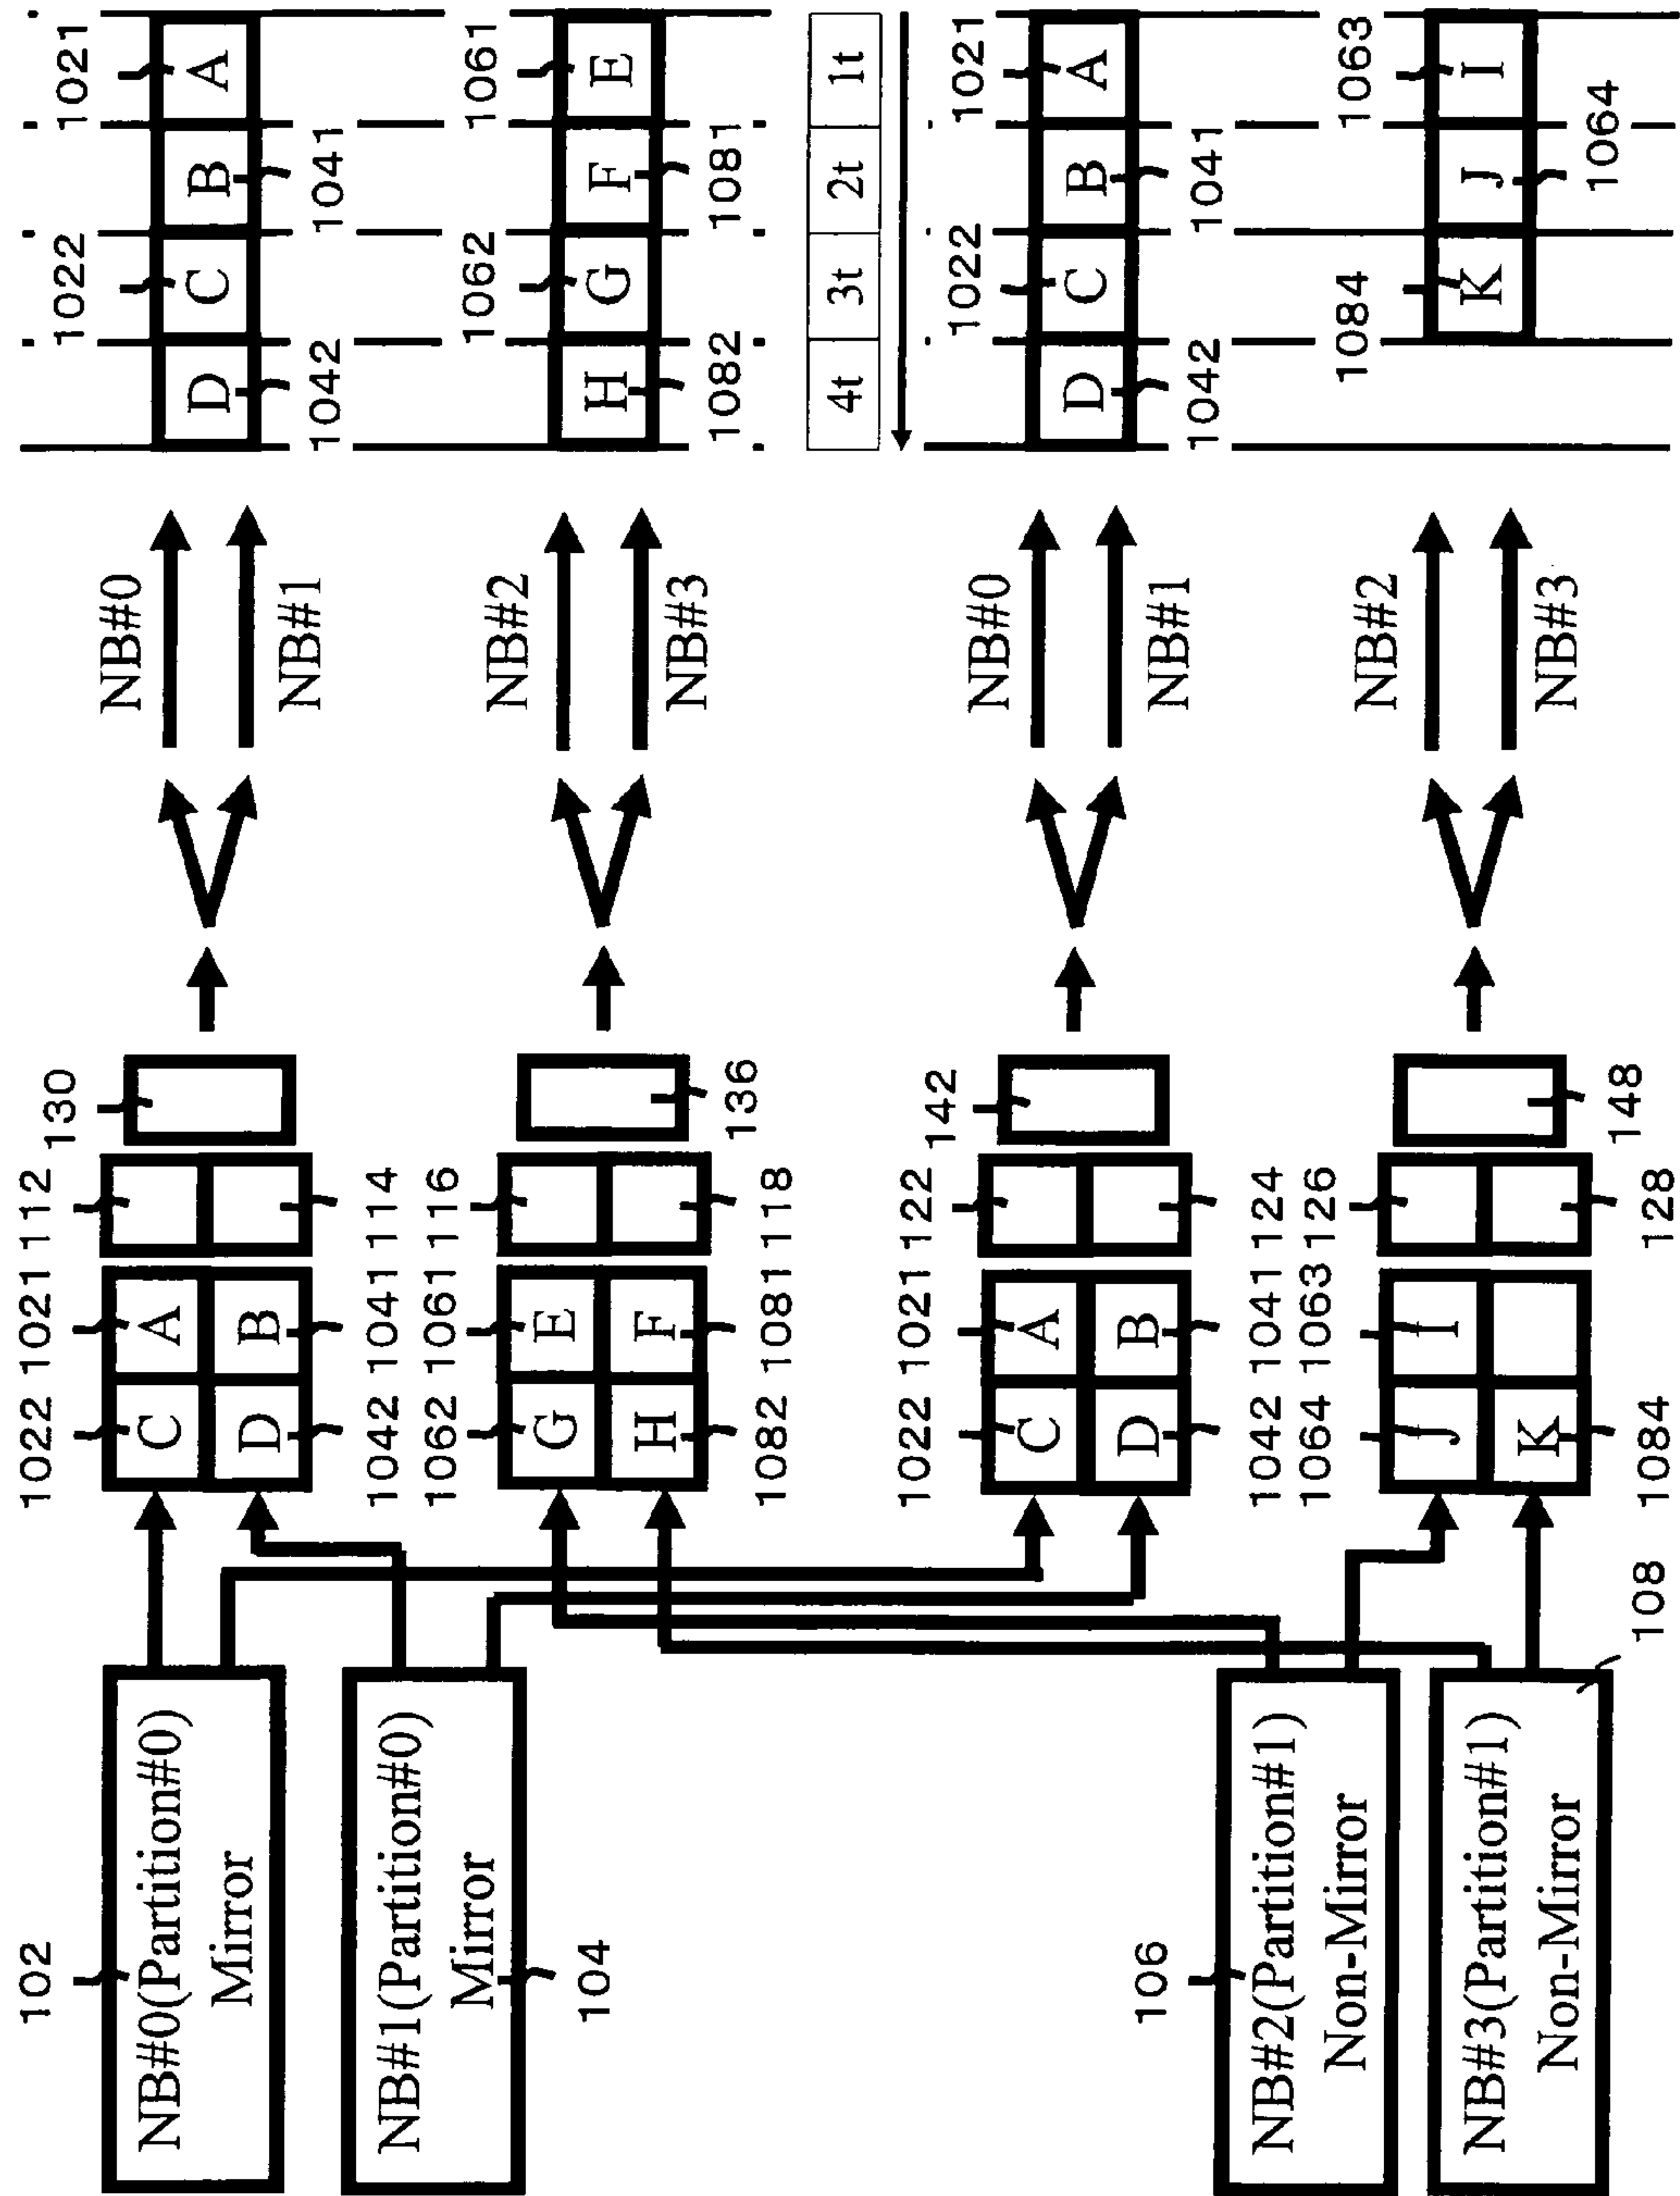 102
NB#0(Partition#0)
Mirror
NB#1(Partition#0)
Mirror
104
106
NB#2(Partition#1)
Non-Mirror
NB#3(Partition#1)
Non-Mirror
108
1022 1021 112 130
C A
D B
1042 1041 114
1062 1061 116
G E
H F
1082 1081 118
136
1022 1021 122 142
C A
D B
1042 1041 124
1064 1063 126
J I
K
1084 128
148
NB#0
NB#1
NB#2
NB#3
NB#0
NB#1
NB#2
NB#3
1022 1021
D C B A
1042 1041
1062 1061
H G F E
1082 1081
4t 3t 2t 1t
1022 1021
D C B A
1042 1041
1084 1063
K J I
1064